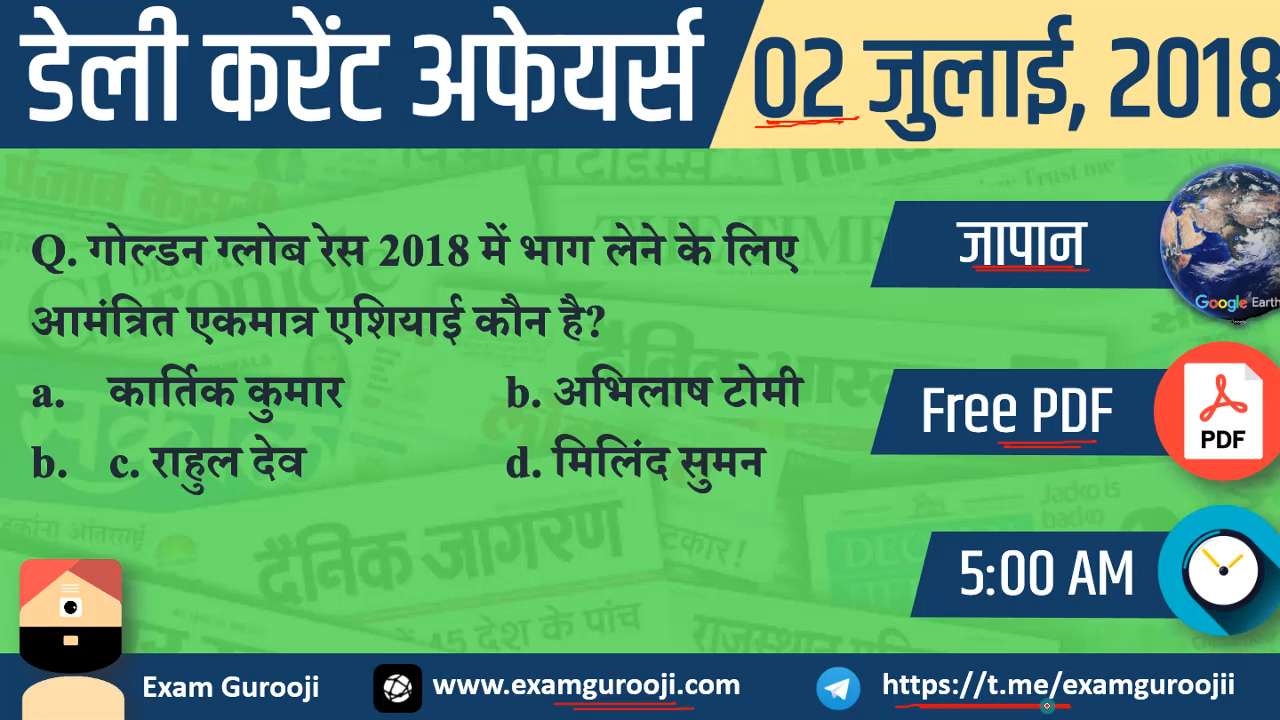 डेली करेंट अफेयर्स
02 जुलाई, 2018
Q. गोल्डन ग्लोब रेस 2018 में भाग लेने के लिए
आमंत्रित एकमात्र एशियाई कौन है?
a. कार्तिक कुमार b. अभिलाष टोमी
b. c. राहुल देव d. मिलिंद सुमन
जापान
Google Earth
Free PDF
PDF
5:00 AM
दैनिक जागरण
Exam Gurooji
www.examgurooji.com
https://t.me/examguroojii